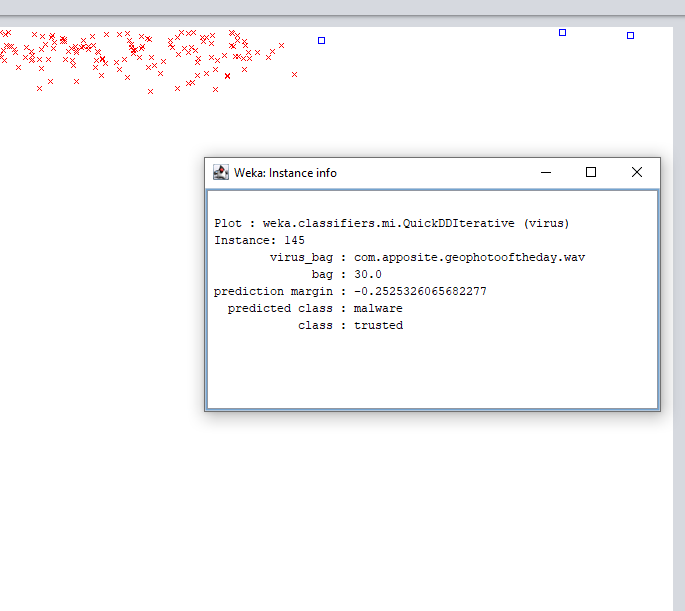 Weka: Instance info
Plot : weka.classifiers.mi.QuickDDIterative (virus)
Instance: 145
virus_bag : com.apposite.geophotooftheday.wav
bag : 30.0
prediction margin : -0.2525326065682277
predicted class : malware
class : trusted